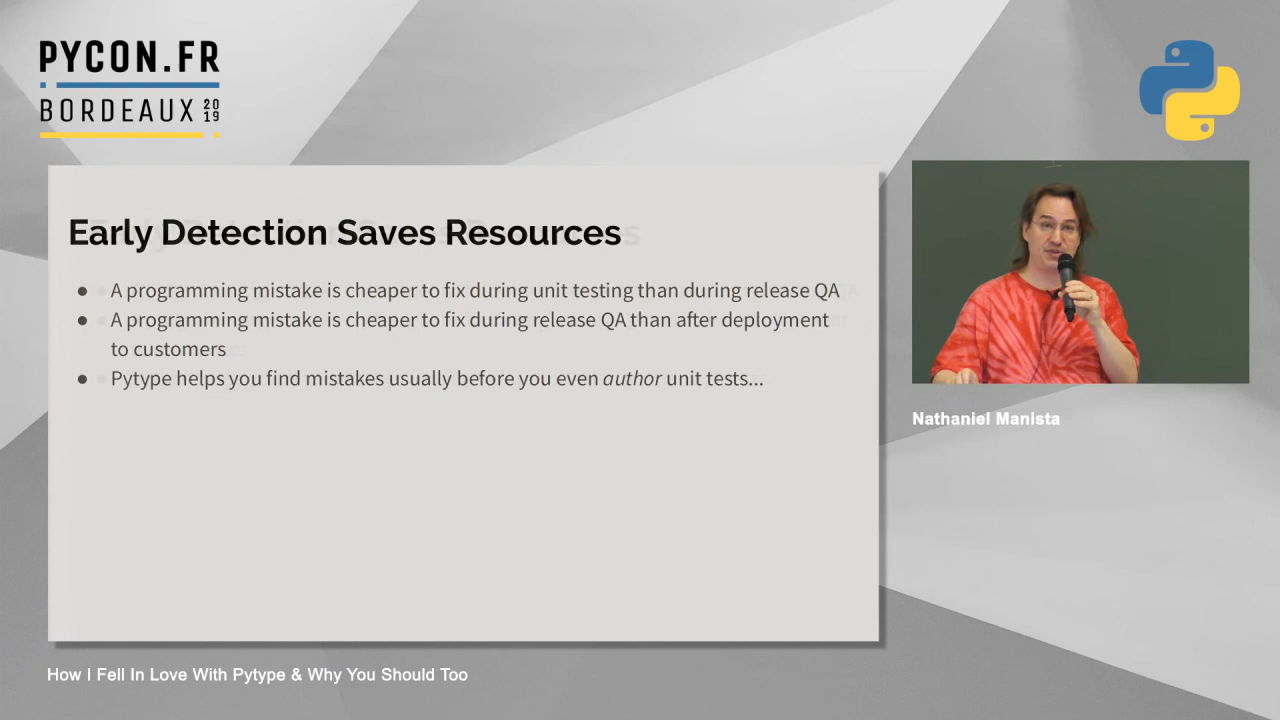 PYCON.FR
BORDEAUX 2019
Early Detection Saves Resources
● A programming mistake is cheaper to fix during unit testing than during release QA
● A programming mistake is cheaper to fix during release QA than after deployment
to customers
● Pytype helps you find mistakes usually before you even author unit tests...
Nathaniel Manista
How I Fell In Love With Pytype & Why You Should Too